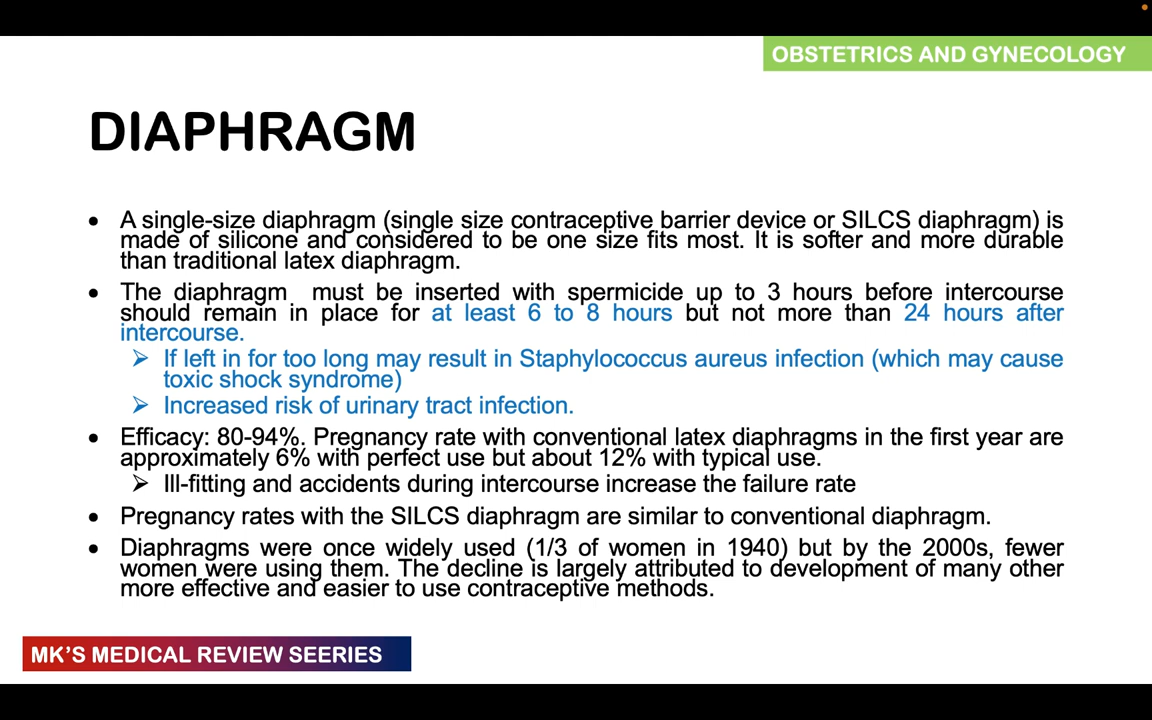 OBSTETRICS AND GYNECOLOGY
DIAPHRAGM
• A single-size diaphragm (single size contraceptive barrier device or SILCS diaphragm) is
made of silicone and considered to be one size fits most. It is softer and more durable
than traditional latex diaphragm.
• The diaphragm must be inserted with spermicide up to 3 hours before intercourse
should remain in place for at least 6 to 8 hours but not more than 24 hours after
intercourse.
➢ If left in for too long may result in Staphylococcus aureus infection (which may cause
toxic shock syndrome)
➢ Increased risk of urinary tract infection.
• Efficacy: 80-94%. Pregnancy rate with conventional latex diaphragms in the first year are
approximately 6% with perfect use but about 12% with typical use.
➢ Ill-fitting and accidents during intercourse increase the failure rate
• Pregnancy rates with the SILCS diaphragm are similar to conventional diaphragm.
• Diaphragms were once widely used (1/3 of women in 1940) but by the 2000s, fewer
women were using them. The decline is largely attributed to development of many other
more effective and easier to use contraceptive methods.
MK'S MEDICAL REVIEW SEERIES